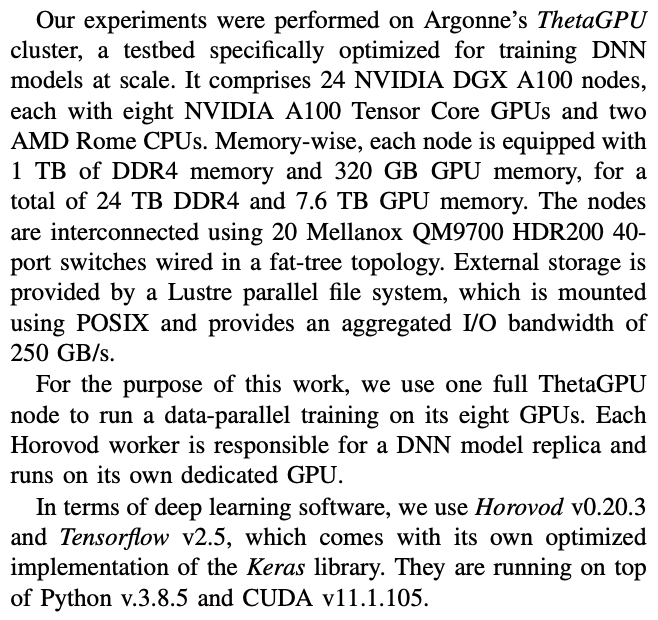 Our experiments were performed on Argonne's ThetaGPU
cluster, a testbed specifically optimized for training DNN
models at scale. It comprises 24 NVIDIA DGX A100 nodes,
each with eight NVIDIA A100 Tensor Core GPUs and two
AMD Rome CPUs. Memory-wise, each node is equipped with
1 TB of DDR4 memory and 320 GB GPU memory, for a
total of 24 TB DDR4 and 7.6 TB GPU memory. The nodes
are interconnected using 20 Mellanox QM9700 HDR200 40-
port switches wired in a fat-tree topology. External storage is
provided by a Lustre parallel file system, which is mounted
using POSIX and provides an aggregated I/O bandwidth of
250 GB/s.
For the purpose of this work, we use one full ThetaGPU
node to run a data-parallel training on its eight GPUs. Each
Horovod worker is responsible for a DNN model replica and
runs on its own dedicated GPU.
In terms of deep learning software, we use Horovod v0.20.3
and Tensorflow v2.5, which comes with its own optimized
implementation of the Keras library. They are running on top
of Python v.3.8.5 and CUDA v11.1.105.